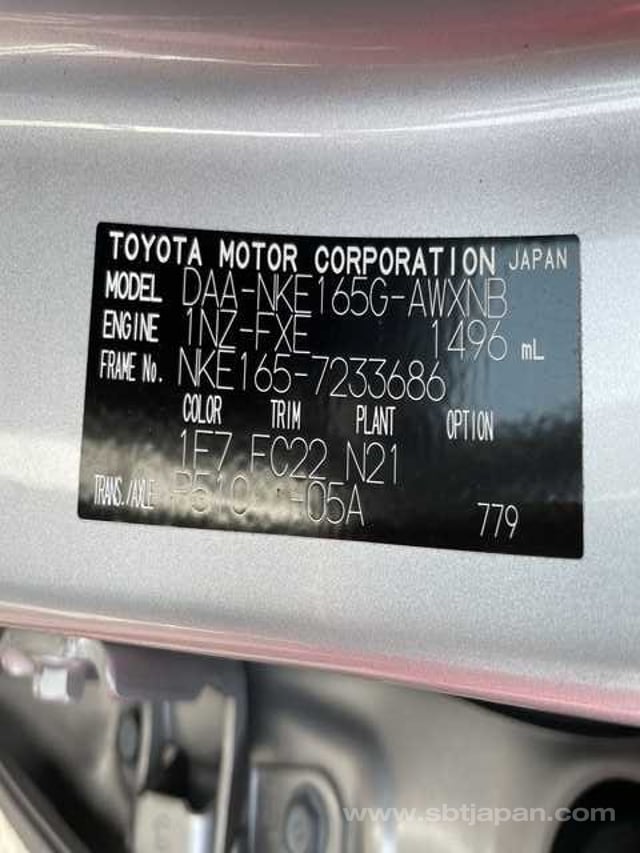 TOYOTA MOTOR CORPORATION JAPAN
MODEL DAA-NKE165G-AWXNB
ENGINE 1NZ-FXE 1496 mL
FRAME No. NKE165-7233686
COLOR TRIM PLANT OPTION
1F7 FC22 N21
TRANS./AXLE P510 -05A
779
www.sbtjapan.com